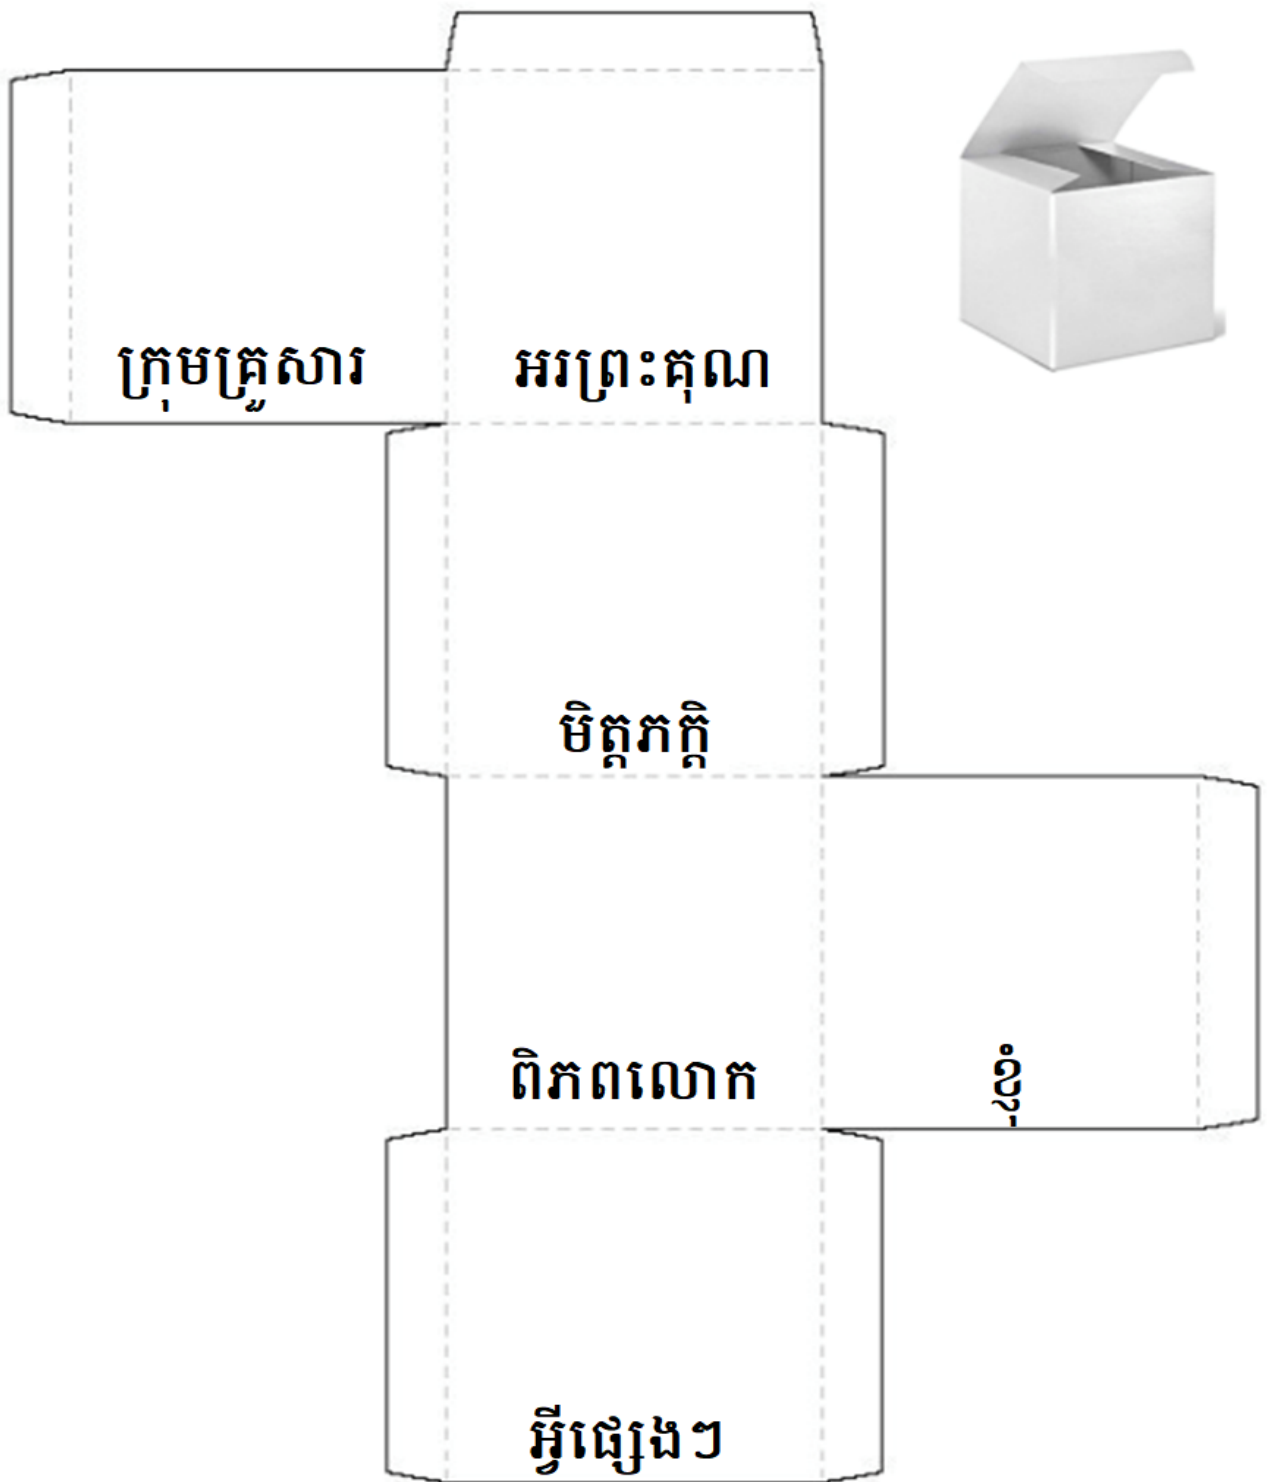 ក្រុមគ្រួសារ
អរព្រះគុណ
មិត្តភក្តិ
ពិភពលោក
ខ្ញុំ
អ្វីផ្សេងៗ